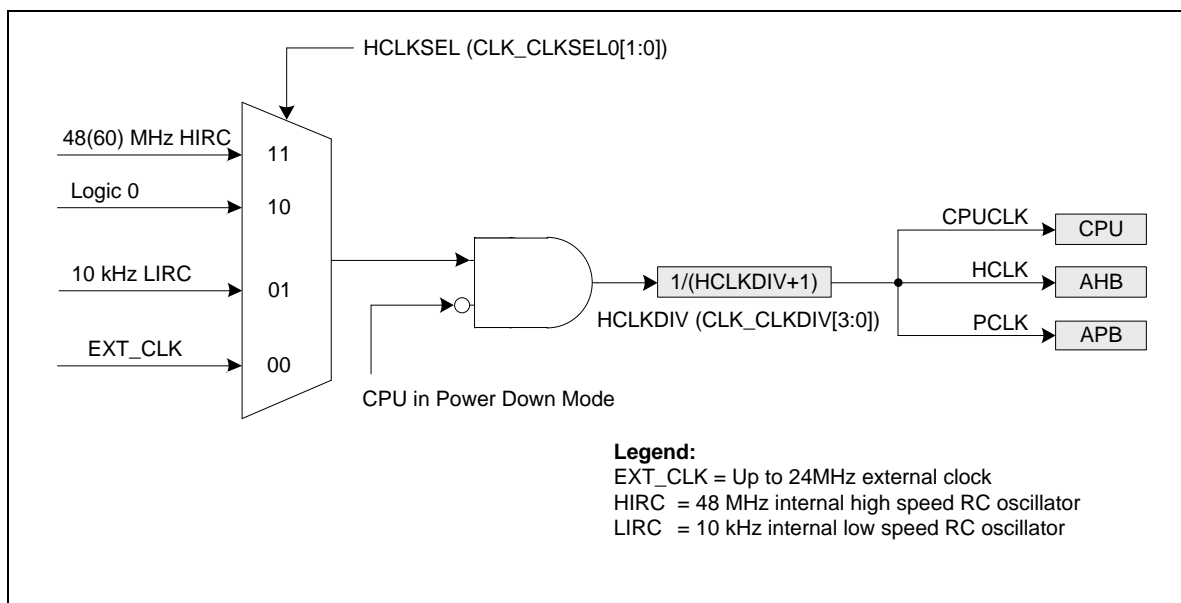 HCLKSEL (CLK_CLKSEL0[1:0])
48(60) MHz HIRC
11
Logic 0
10
10 kHz LIRC
01
EXT_CLK
00
CPU in Power Down Mode
1/(HCLKDIV+1)
HCLKDIV (CLK_CLKDIV[3:0])
CPUCLK
CPU
HCLK
AHB
PCLK
APB
Legend:
EXT_CLK = Up to 24MHz external clock
HIRC = 48 MHz internal high speed RC oscillator
LIRC = 10 kHz internal low speed RC oscillator